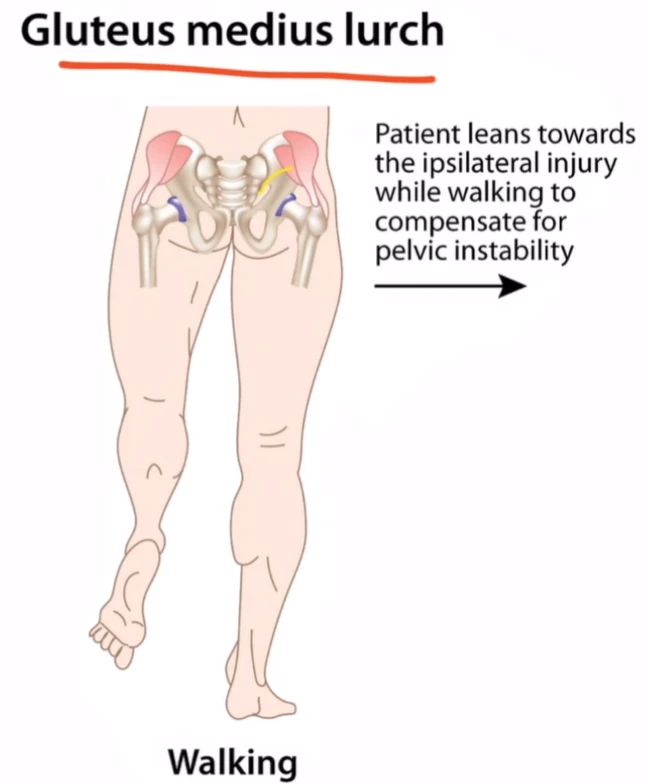 Gluteus medius lurch
Patient leans towards
the ipsilateral injury
while walking to
compensate for
pelvic instability
Walking